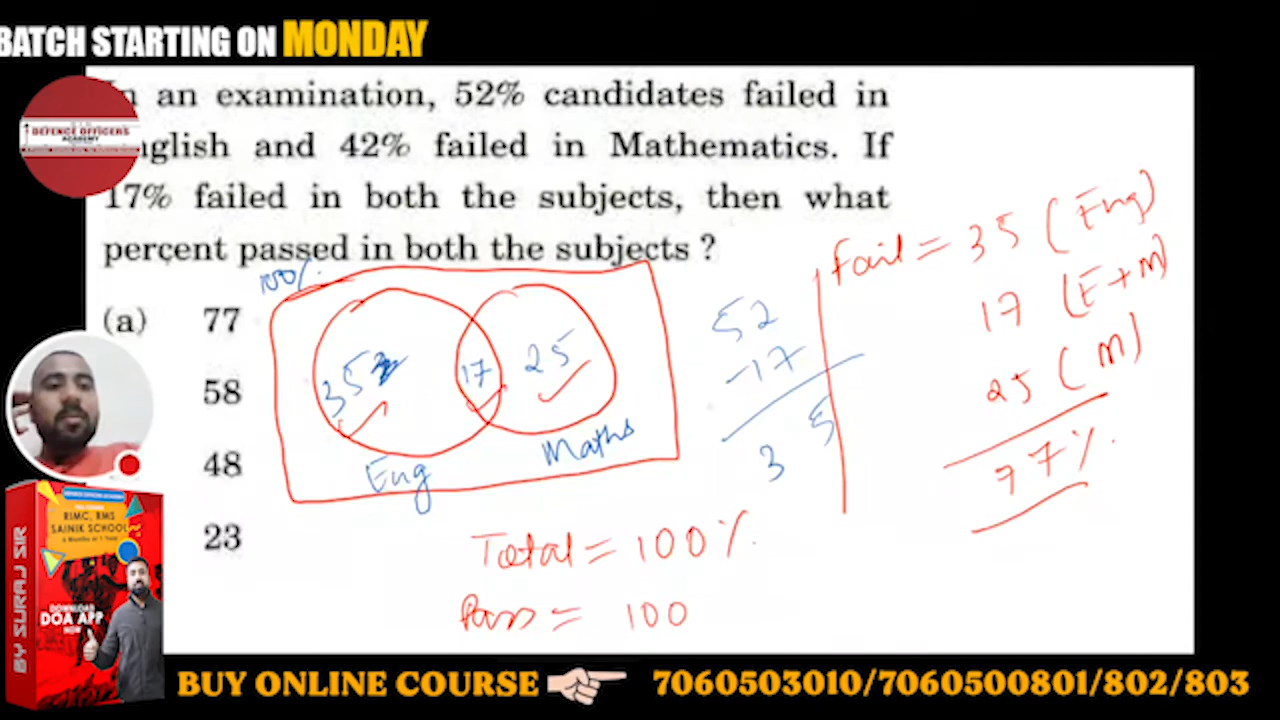 BATCH STARTING ON MONDAY
n an examination, 52% candidates failed in
nglish and 42% failed in Mathematics. If
17% failed in both the subjects, then what
percent passed in both the subjects ?
DEFENCE OFFICERS
ACADEMY
(a) 77
58
48
23
100%
35
17
25
Eng
Maths
52
-17
35
Fail = 35 (Eng)
17 (E+M)
25 (M)
77%.
Total = 100%.
Pass = 100
RIMC, RMS
SAINIK SCHOOL
DOWNLOAD
DOA APP
NOW
BY SURAJ SIR
BUY ONLINE COURSE 7060503010/7060500801/802/803